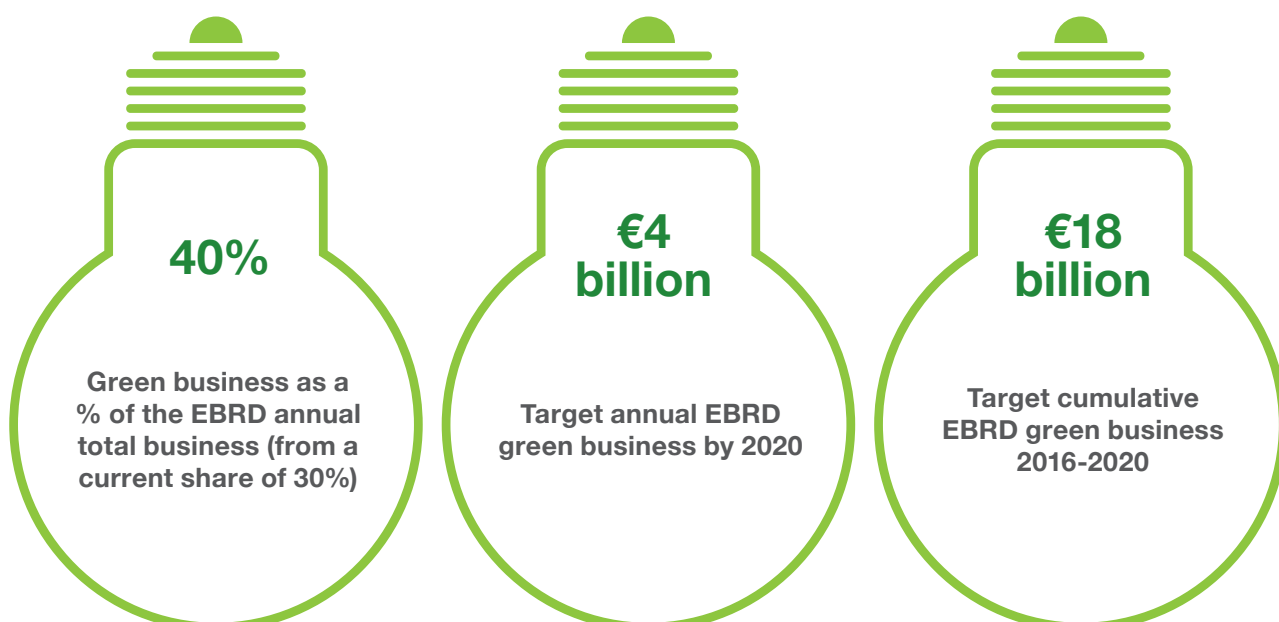 40%
Green business as a
% of the EBRD annual
total business (from a
current share of 30%)
€4
billion
Target annual EBRD
green business by 2020
€18
billion
Target cumulative
EBRD green business
2016-2020